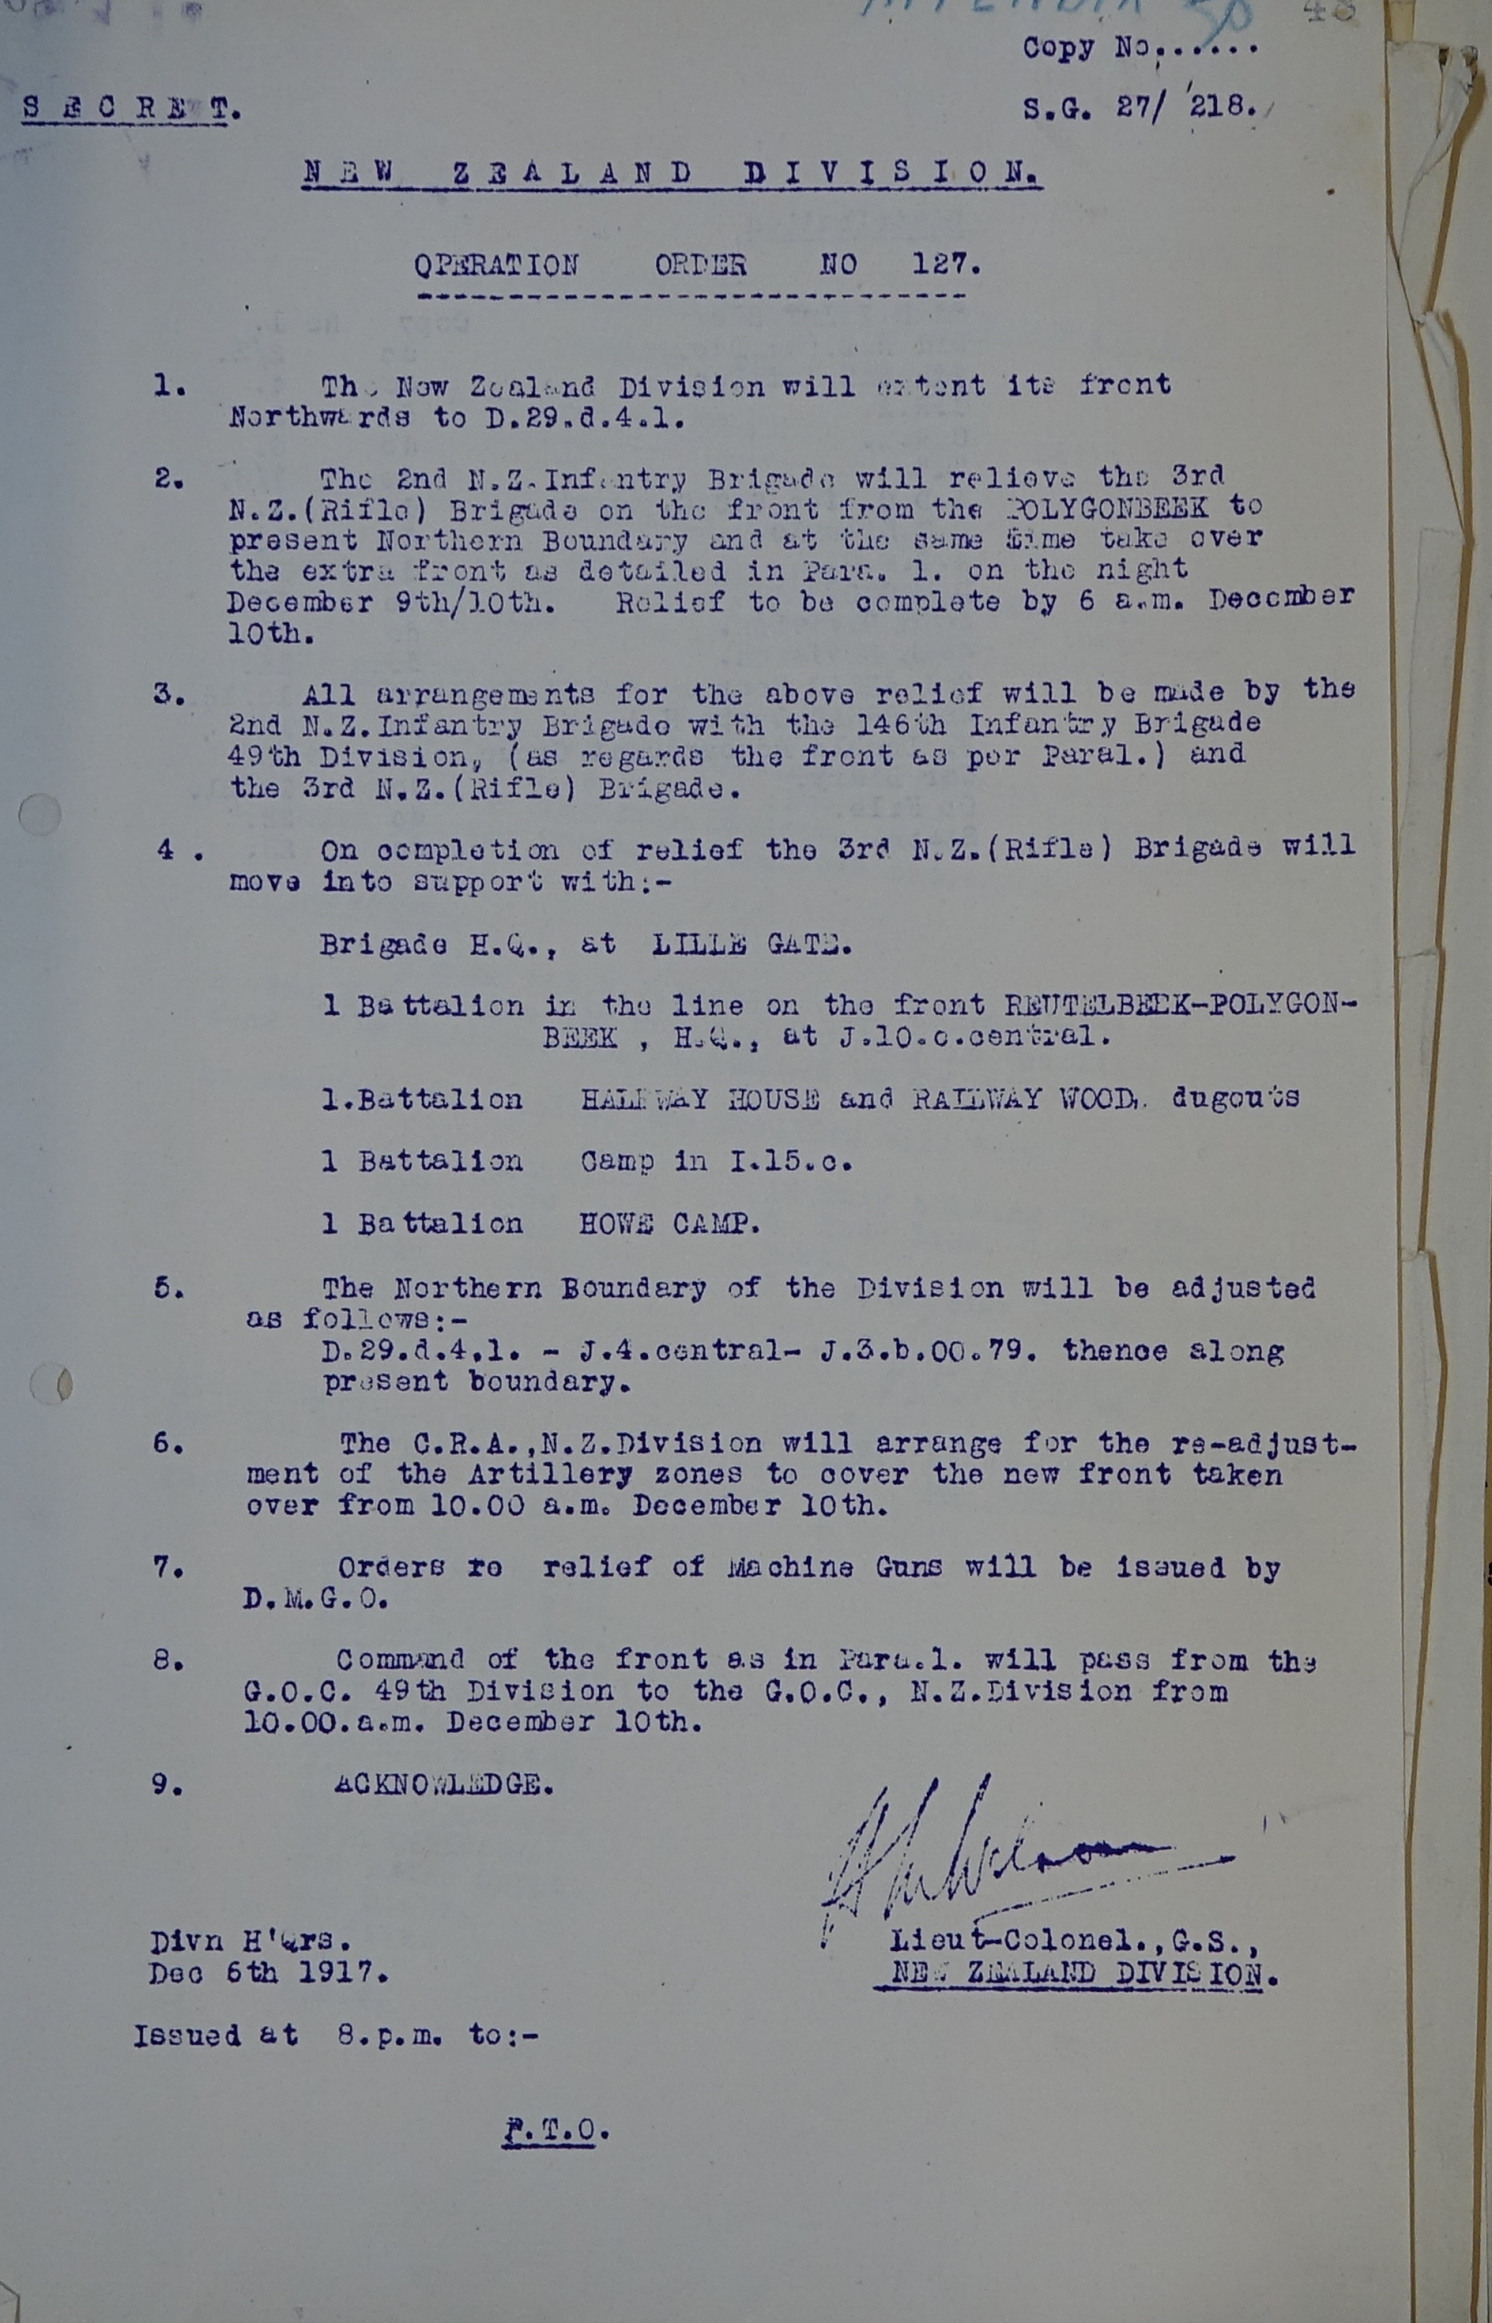 APPENDIX 48
Copy No......
SECRET.
S.G. 27/ 218.
NEW ZEALAND DIVISION.
OPERATION ORDER NO 127.
1. The New Zealand Division will extent its front
Northwards to D.29.d.4.1.
2. The 2nd N.Z.Infantry Brigade will relieve the 3rd
N.Z.(Rifle) Brigade on the front from the POLYGONBEEK to
present Northern Boundary and at the same time take over
the extra front as detailed in Para. 1. on the night
December 9th/10th. Relief to be complete by 6 a.m. December
10th.
3. All arrangements for the above relief will be made by the
2nd N.Z.Infantry Brigade with the 146th Infantry Brigade
49th Division, (as regards the front as per Para1.) and
the 3rd N.Z.(Rifle) Brigade.
4. On completion of relief the 3rd N.Z.(Rifle) Brigade will
move into support with:-
Brigade H.Q., at LILLE GATE.
1 Battalion in the line on the front REUTELBEEK-POLYGON-
BEEK , H.Q., at J.10.c.central.
1.Battalion HALFWAY HOUSE and RAILWAY WOOD. dugouts
1 Battalion Camp in I.15.c.
1 Battalion HOWE CAMP.
5. The Northern Boundary of the Division will be adjusted
as follows:-
D.29.d.4.1. - J.4.central- J.3.b.00.79. thence along
present boundary.
6. The C.R.A.,N.Z.Division will arrange for the re-adjust-
ment of the Artillery zones to cover the new front taken
over from 10.00 a.m. December 10th.
7. Orders re relief of Machine Guns will be issued by
D.M.G.O.
8. Command of the front as in Para.1. will pass from the
G.O.C. 49th Division to the G.O.C., N.Z.Division from
10.00.a.m. December 10th.
9. ACKNOWLEDGE.
Divn H'Qrs.
Dec 6th 1917.
Lieut-Colonel.,G.S.,
NEW ZEALAND DIVISION.
Issued at 8.p.m. to:-
P.T.O.